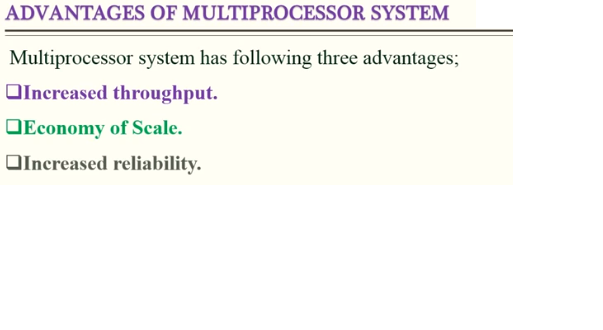 ADVANTAGES OF MULTIPROCESSOR SYSTEM
Multiprocessor system has following three advantages;
❑Increased throughput.
❑Economy of Scale.
❑Increased reliability.